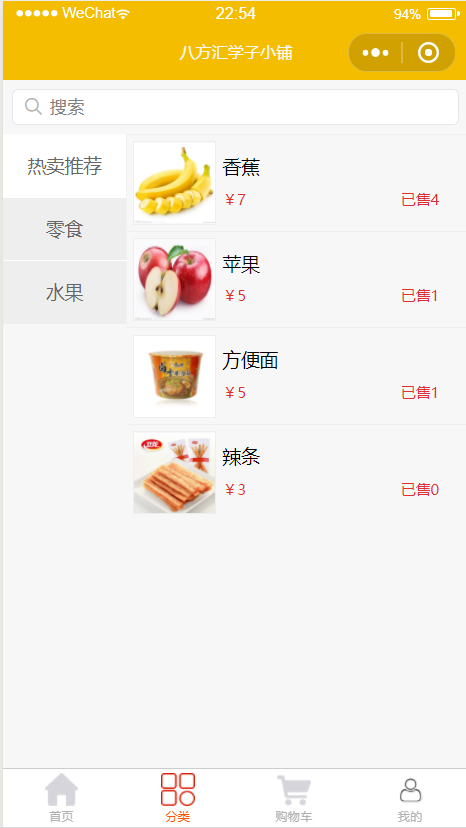 WeChat 22:54 94%
八方汇学子小铺
搜索
热卖推荐
零食
水果
香蕉
￥7 已售4
苹果
￥5 已售1
方便面
￥5 已售1
辣条
￥3 已售0
首页 分类 购物车 我的